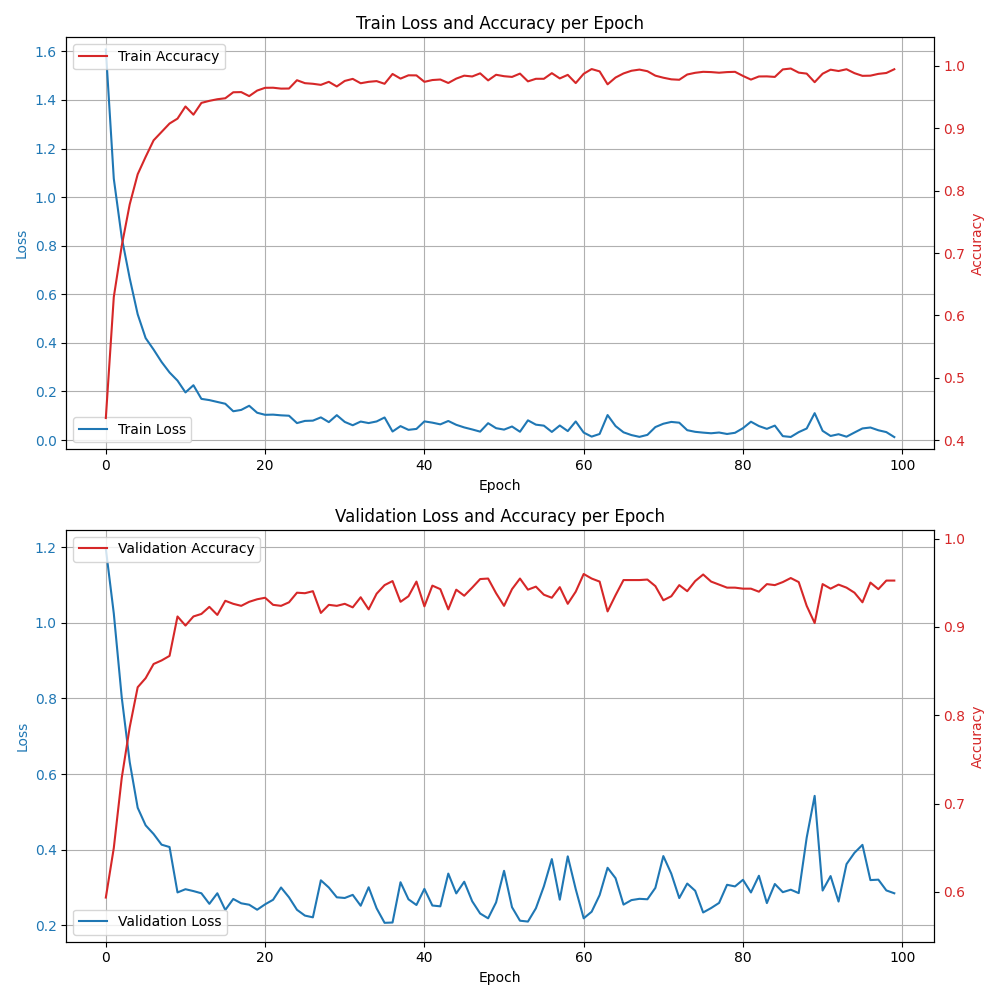 Train Loss and Accuracy per Epoch
Train Accuracy
Train Loss
Loss
1.6
1.4
1.2
1.0
0.8
0.6
0.4
0.2
0.0
1.0
0.9
0.8
0.7
0.6
0.5
0.4
Accuracy
0 20 40 60 80 100
Epoch
Validation Loss and Accuracy per Epoch
Validation Accuracy
Validation Loss
Loss
1.2
1.0
0.8
0.6
0.4
0.2
1.0
0.9
0.8
0.7
0.6
Accuracy
0 20 40 60 80 100
Epoch